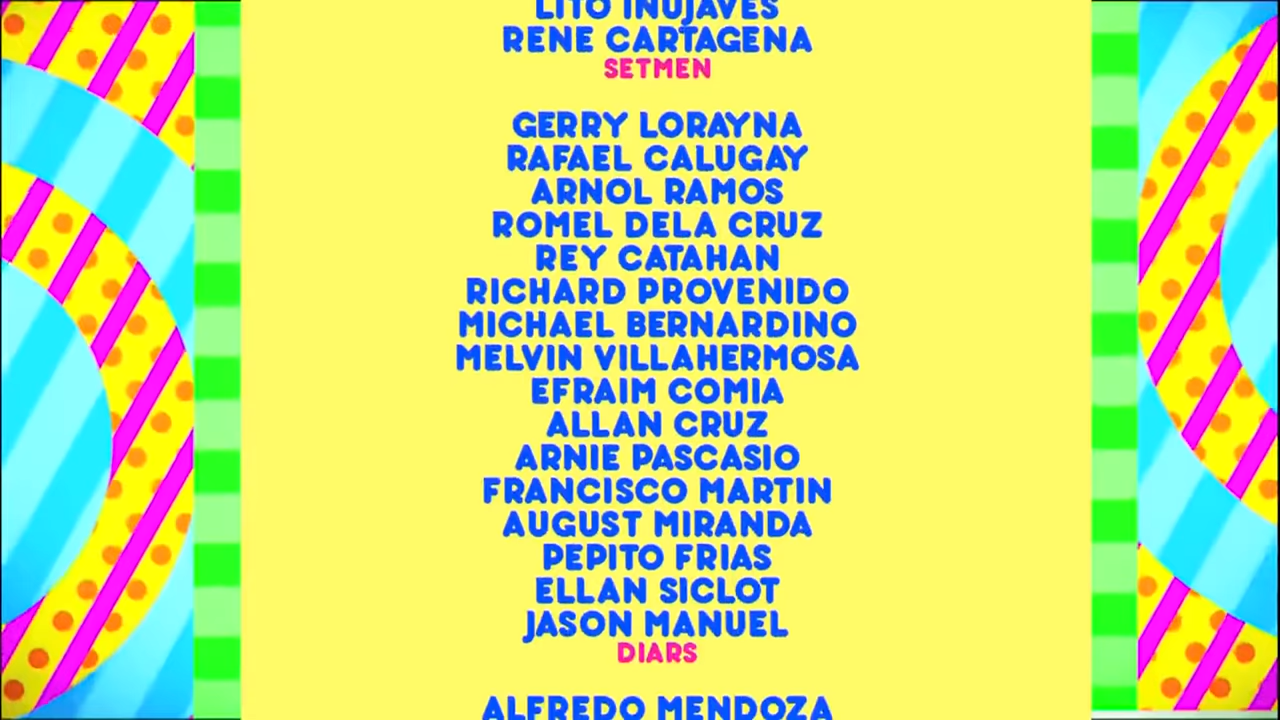 LITO INUJAVES
RENE CARTAGENA
SETMEN
GERRY LORAYNA
RAFAEL CALUGAY
ARNOL RAMOS
ROMEL DELA CRUZ
REY CATAHAN
RICHARD PROVENIDO
MICHAEL BERNARDINO
MELVIN VILLAHERMOSA
EFRAIM COMIA
ALLAN CRUZ
ARNIE PASCASIO
FRANCISCO MARTIN
AUGUST MIRANDA
PEPITO FRIAS
ELLAN SICLOT
JASON MANUEL
DIARS
ALFREDO MENDOZA